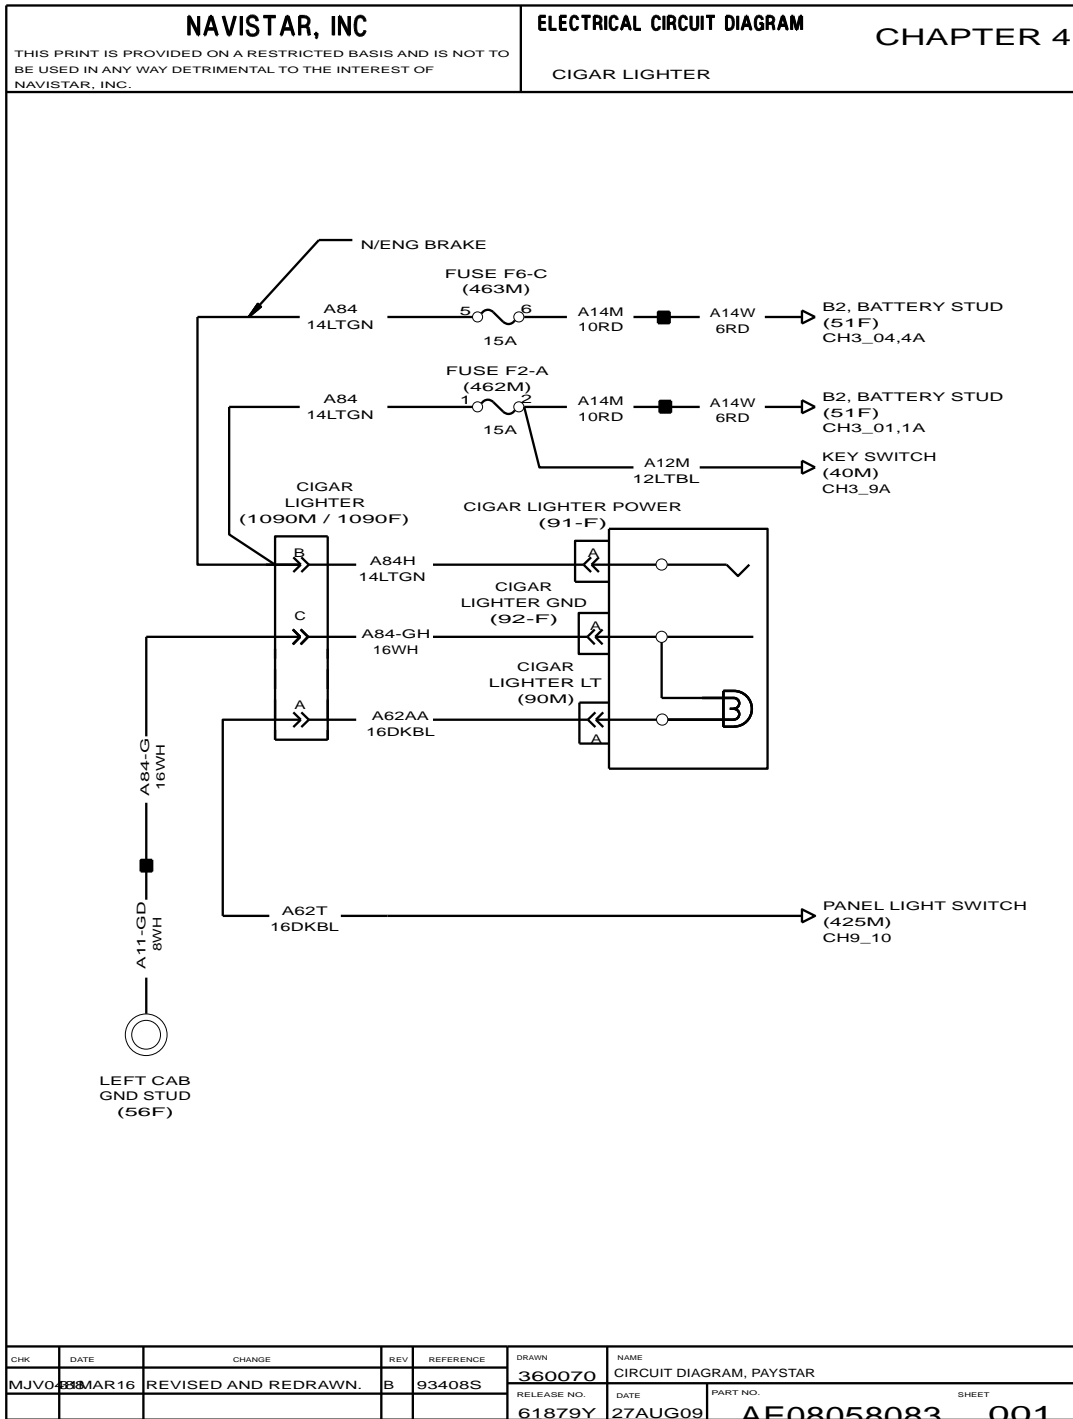 NAVISTAR, INC
THIS PRINT IS PROVIDED ON A RESTRICTED BASIS AND IS NOT TO
BE USED IN ANY WAY DETRIMENTAL TO THE INTEREST OF
NAVISTAR, INC.
ELECTRICAL CIRCUIT DIAGRAM
CIGAR LIGHTER
CHAPTER 4
N/ENG BRAKE
FUSE F6-C
(463M)
A84
14LTGN
5
6
15A
A14M
10RD
A14W
6RD
B2, BATTERY STUD
(51F)
CH3_04,4A
FUSE F2-A
(462M)
A84
14LTGN
1
2
15A
A14M
10RD
A14W
6RD
B2, BATTERY STUD
(51F)
CH3_01,1A
A12M
12LTBL
KEY SWITCH
(40M)
CH3_9A
CIGAR
LIGHTER
(1090M / 1090F)
CIGAR LIGHTER POWER
(91-F)
B
A84H
14LTGN
A
CIGAR
LIGHTER GND
(92-F)
C
A84-GH
16WH
A
CIGAR
LIGHTER LT
(90M)
A
A62AA
16DKBL
A
A84-G
16WH
A11-GD
8WH
A62T
16DKBL
PANEL LIGHT SWITCH
(425M)
CH9_10
LEFT CAB
GND STUD
(56F)
CHK
DATE
CHANGE
REV
REFERENCE
MAR16
REVISED AND REDRAWN.
B
93408S
DRAWN
360070
NAME
CIRCUIT DIAGRAM, PAYSTAR
RELEASE NO.
61879Y
DATE
27AUG09
PART NO.
AE08058083
SHEET
001